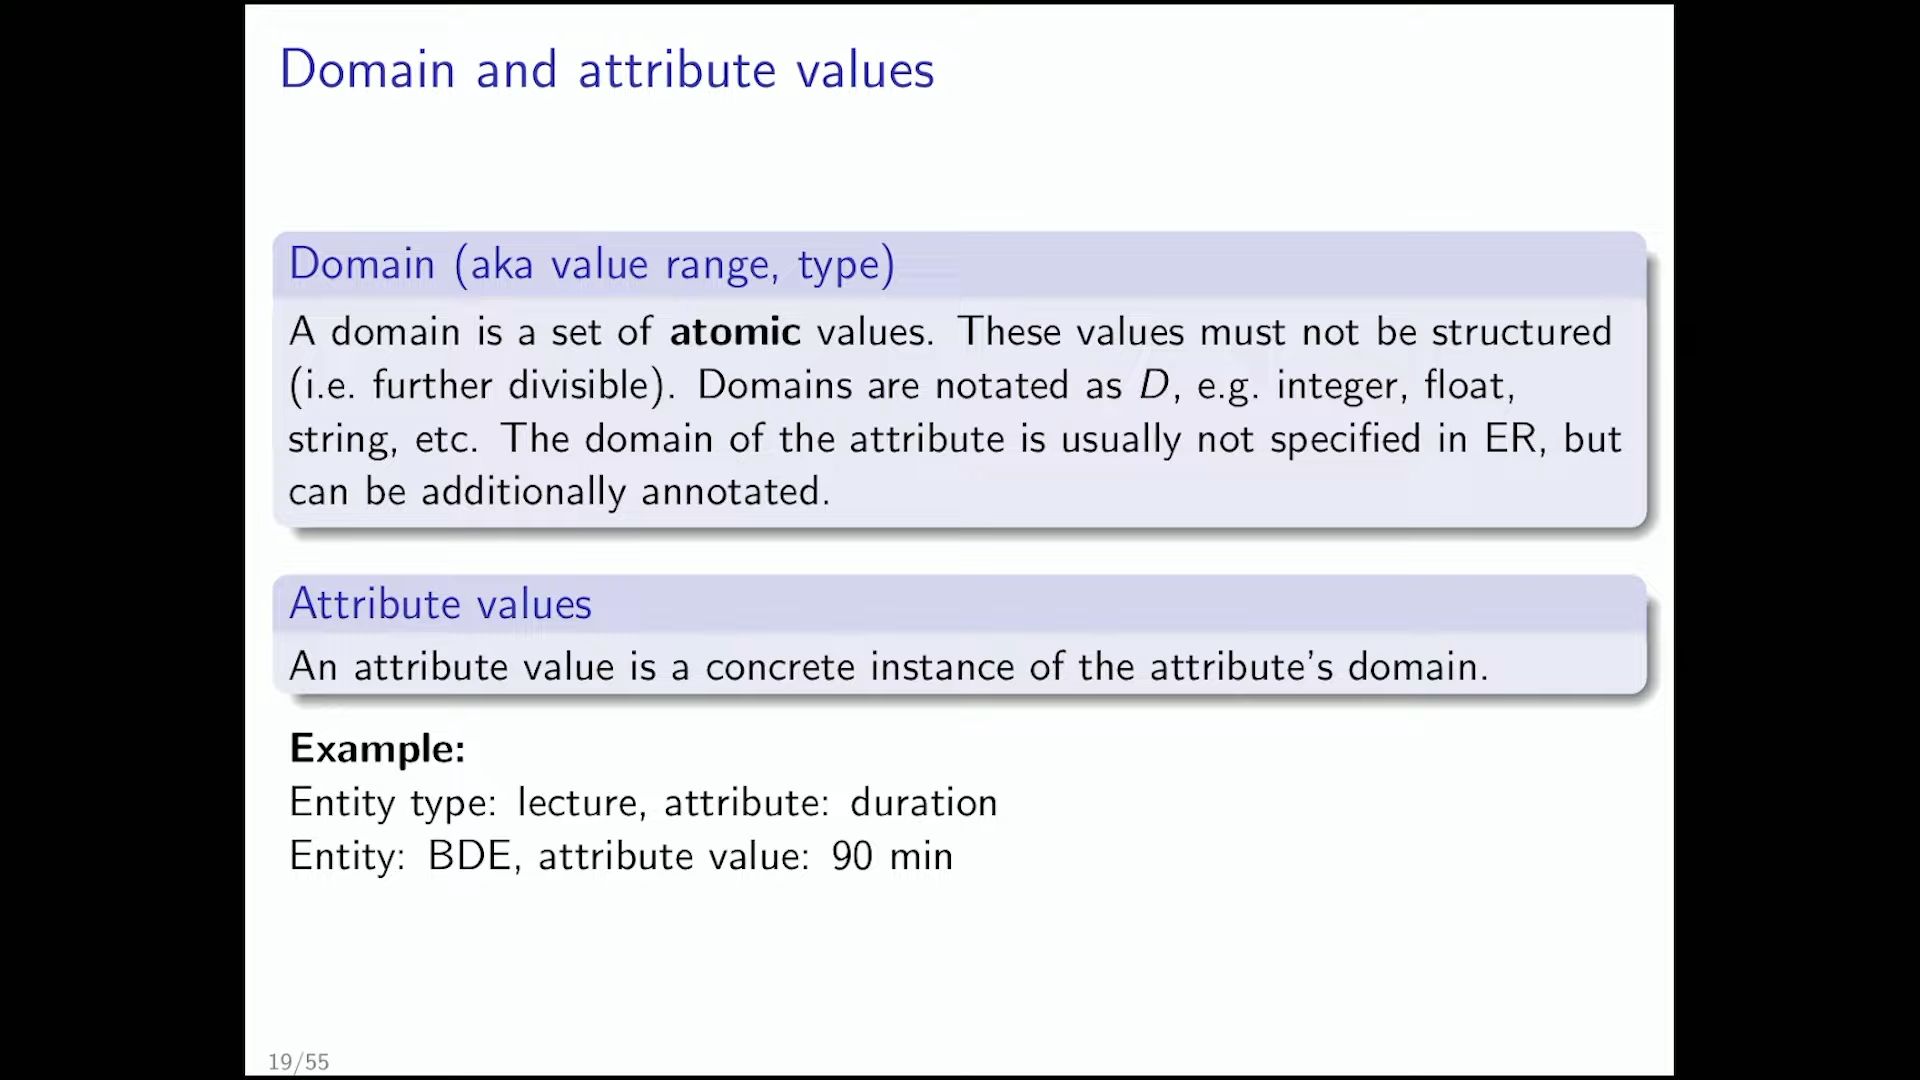 Domain and attribute values
Domain (aka value range, type)
A domain is a set of atomic values. These values must not be structured
(i.e. further divisible). Domains are notated as D, e.g. integer, float,
string, etc. The domain of the attribute is usually not specified in ER, but
can be additionally annotated.
Attribute values
An attribute value is a concrete instance of the attribute's domain.
Example:
Entity type: lecture, attribute: duration
Entity: BDE, attribute value: 90 min
19/55